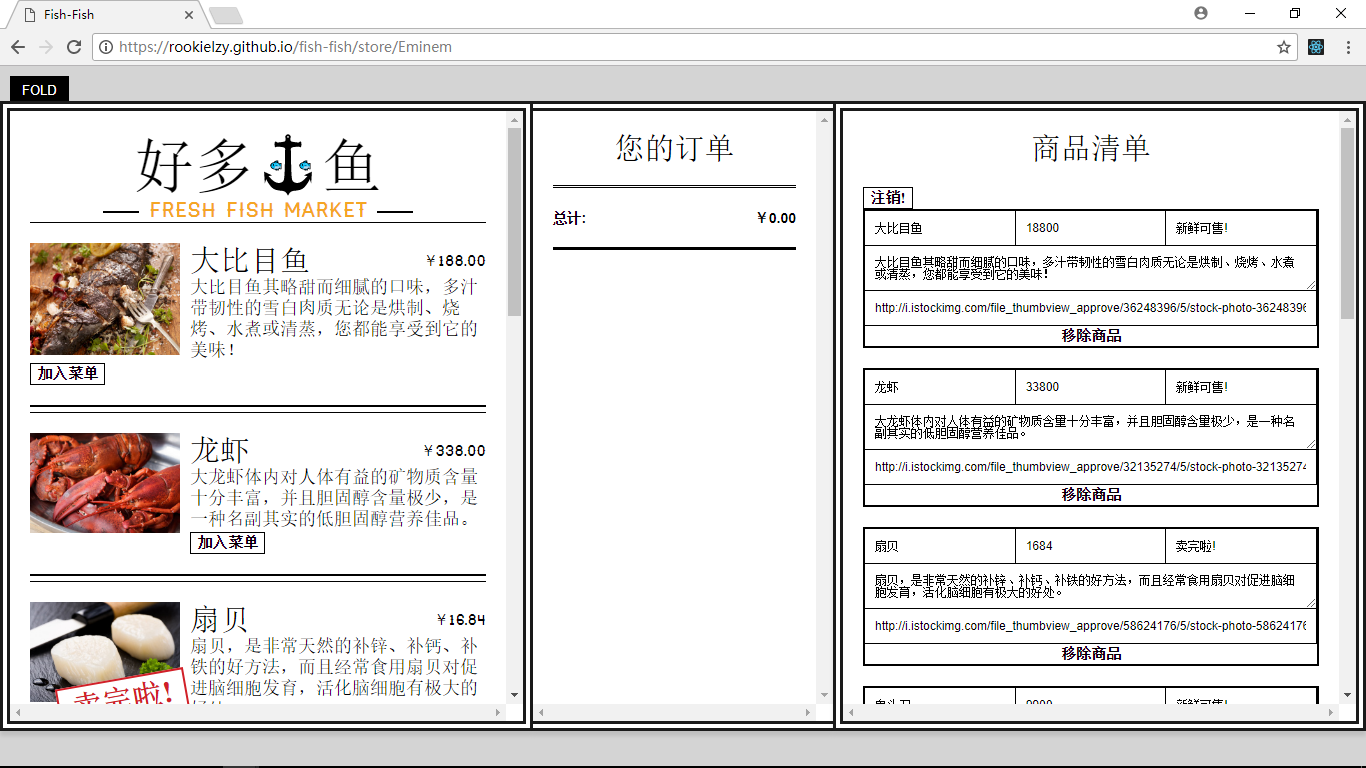 Fish-Fish
https://rookielzy.github.io/fish-fish/store/Eminem
FOLD
好多鱼
FRESH FISH MARKET
大比目鱼
￥188.00
大比目鱼其略甜而细腻的口味，多汁
带韧性的雪白肉质无论是烘制、烧
烤、水煮或清蒸，您都能享受到它的
美味！
加入菜单
龙虾
￥338.00
大龙虾体内对人体有益的矿物质含量
十分丰富，并且胆固醇含量极少，是
一种名副其实的低胆固醇营养佳品。
加入菜单
扇贝
￥16.84
扇贝，是非常天然的补锌、补钙、补
铁的好方法，而且经常食用扇贝对促
进脑细胞发育，活化脑细胞有极大的
卖完啦!
您的订单
总计:
￥0.00
商品清单
注销!
大比目鱼
18800
新鲜可售!
大比目鱼其略甜而细腻的口味，多汁带韧性的雪白肉质无论是烘制、烧烤、水煮
或清蒸，您都能享受到它的美味！
http://i.istockimg.com/file_thumbview_approve/36248396/5/stock-photo-36248396
移除商品
龙虾
33800
新鲜可售!
大龙虾体内对人体有益的矿物质含量十分丰富，并且胆固醇含量极少，是一种名
副其实的低胆固醇营养佳品。
http://i.istockimg.com/file_thumbview_approve/32135274/5/stock-photo-32135274
移除商品
扇贝
1684
卖完啦!
扇贝，是非常天然的补锌、补钙、补铁的好方法，而且经常食用扇贝对促进脑细
胞发育，活化脑细胞有极大的好处。
http://i.istockimg.com/file_thumbview_approve/58624176/5/stock-photo-58624176
移除商品
新鲜可售!